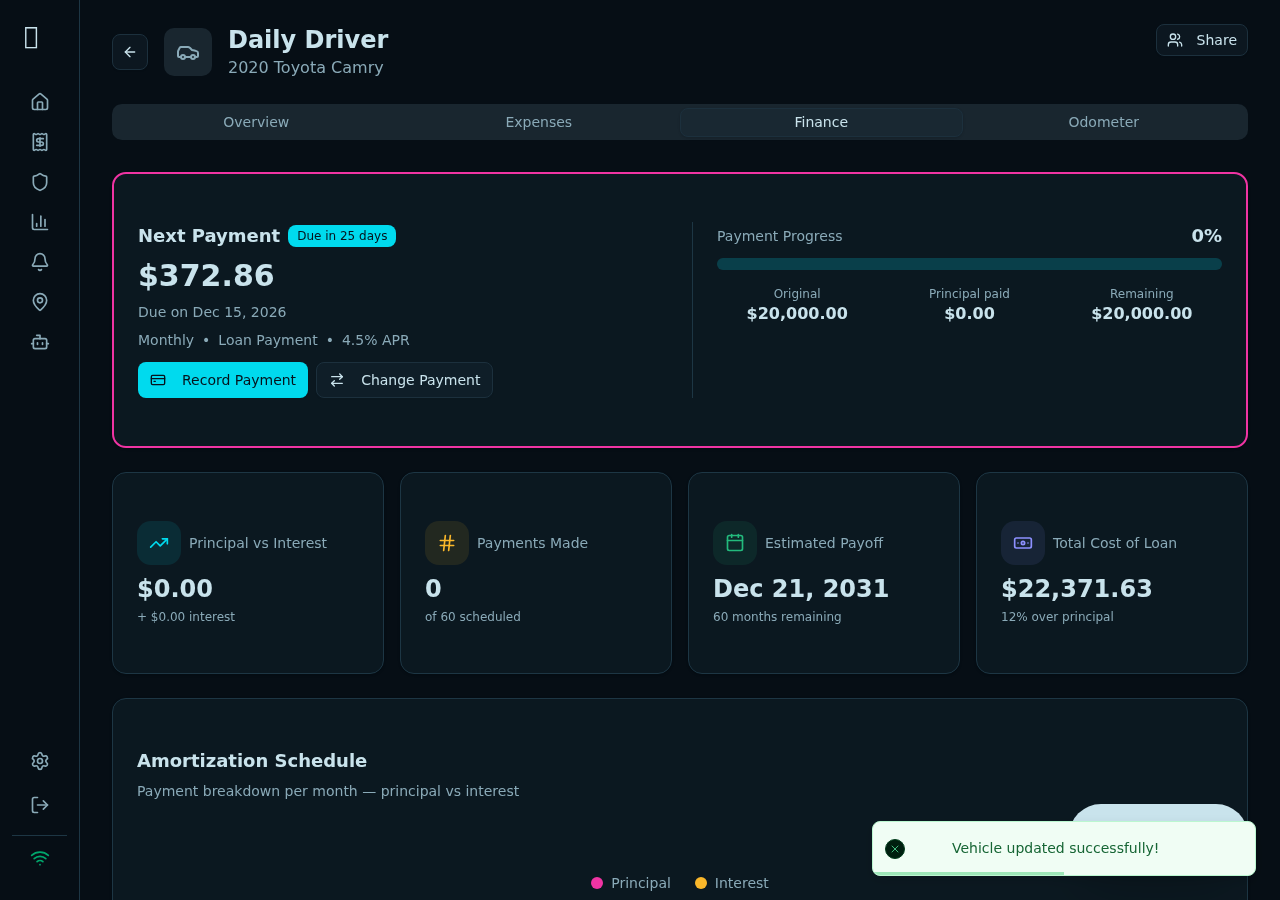 Daily Driver
2020 Toyota Camry
Share
Overview
Expenses
Finance
Odometer
Next Payment
Due in 25 days
$372.86
Due on Dec 15, 2026
Monthly • Loan Payment • 4.5% APR
Record Payment
Change Payment
Payment Progress
0%
Original
Principal paid
Remaining
$20,000.00
$0.00
$20,000.00
Principal vs Interest
$0.00
+ $0.00 interest
Payments Made
0
of 60 scheduled
Estimated Payoff
Dec 21, 2031
60 months remaining
Total Cost of Loan
$22,371.63
12% over principal
Amortization Schedule
Payment breakdown per month — principal vs interest
Vehicle updated successfully!
Principal
Interest